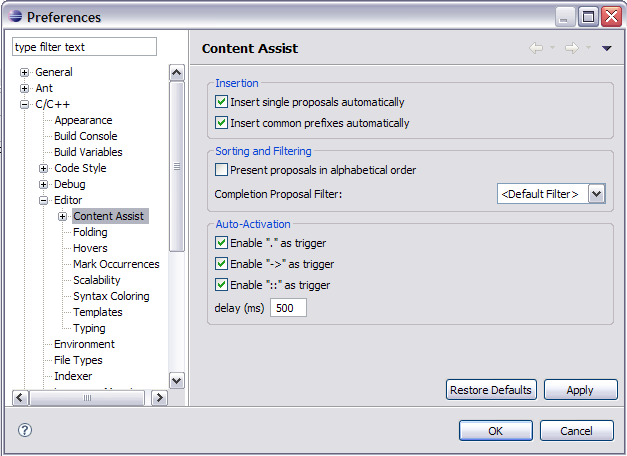 Preferences
type filter text
General
Ant
C/C++
Appearance
Build Console
Build Variables
Code Style
Debug
Editor
Content Assist
Folding
Hovers
Mark Occurrences
Scalability
Syntax Coloring
Templates
Typing
Environment
File Types
Indexer
Content Assist
Insertion
Insert single proposals automatically
Insert common prefixes automatically
Sorting and Filtering
Present proposals in alphabetical order
Completion Proposal Filter: <Default Filter>
Auto-Activation
Enable "." as trigger
Enable "->" as trigger
Enable "::" as trigger
delay (ms) 500
Restore Defaults Apply
? OK Cancel